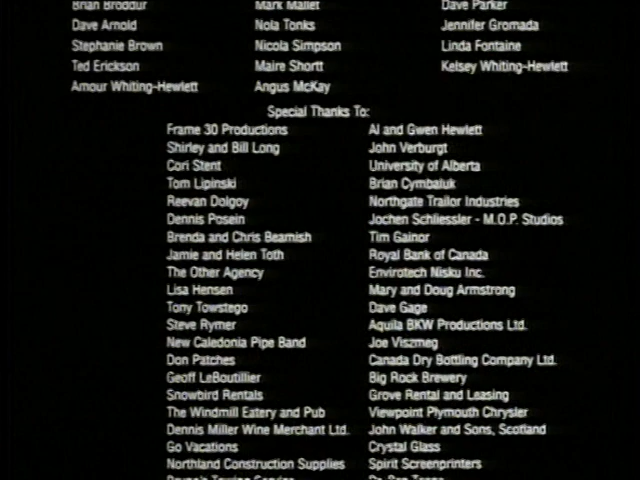 Brian Broddur Mark Mallet Dave Parker
Dave Arnold Nola Tonks Jennifer Gromada
Stephanie Brown Nicola Simpson Linda Fontaine
Ted Erickson Maire Shortt Kelsey Whiting-Hewlett
Amour Whiting-Hewlett Angus McKay
Special Thanks To:
Frame 30 Productions Al and Gwen Hewlett
Shirley and Bill Long John Verburgt
Cori Stent University of Alberta
Tom Lipinski Brian Cymbaluk
Reevan Dolgoy Northgate Trailor Industries
Dennis Posein Jochen Schliessler - M.O.P. Studios
Brenda and Chris Beamish Tim Gainor
Jamie and Helen Toth Royal Bank of Canada
The Other Agency Envirotech Nisku Inc.
Lisa Hensen Mary and Doug Armstrong
Tony Towstego Dave Gage
Steve Rymer Aquila BKW Productions Ltd.
New Caledonia Pipe Band Joe Viszmeg
Don Patches Canada Dry Bottling Company Ltd.
Geoff LeBoutillier Big Rock Brewery
Snowbird Rentals Grove Rental and Leasing
The Windmill Eatery and Pub Viewpoint Plymouth Chrysler
Dennis Miller Wine Merchant Ltd. John Walker and Sons, Scotland
Go Vacations Crystal Glass
Northland Construction Supplies Spirit Screenprinters